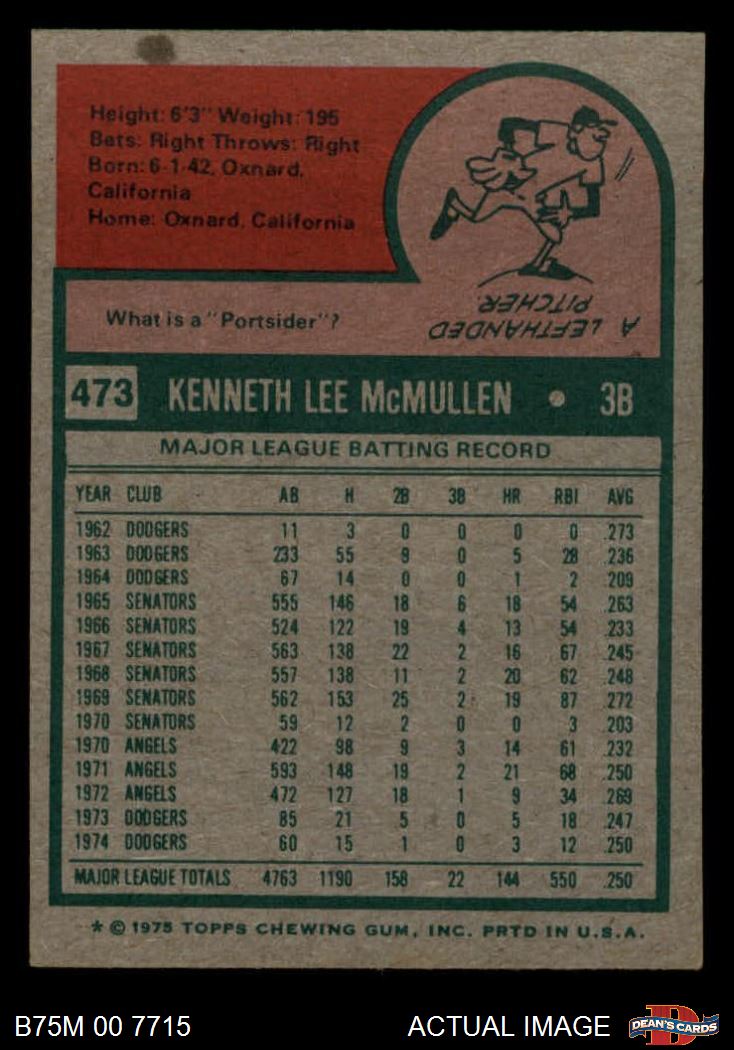 Height: 6'3" Weight: 195
Bats: Right Throws: Right
Born: 6-1-42, Oxnard,
California
Home: Oxnard, California
What is a "Portsider"?
A LEFTHANDED
PITCHER.
473 KENNETH LEE McMULLEN • 3B
MAJOR LEAGUE BATTING RECORD
YEAR CLUB AB H 2B 3B HR RBI AVG
1962 DODGERS 11 3 0 0 0 0 .273
1963 DODGERS 233 55 9 0 5 28 .236
1964 DODGERS 67 14 0 0 1 2 .209
1965 SENATORS 555 146 18 6 18 54 .263
1966 SENATORS 524 122 19 4 13 54 .233
1967 SENATORS 563 138 22 2 16 67 .245
1968 SENATORS 557 138 11 2 20 62 .248
1969 SENATORS 562 153 25 2 19 87 .272
1970 SENATORS 59 12 2 0 0 3 .203
1970 ANGELS 422 98 9 3 14 61 .232
1971 ANGELS 593 148 19 2 21 68 .250
1972 ANGELS 472 127 18 1 9 34 .269
1973 DODGERS 85 21 5 0 5 18 .247
1974 DODGERS 60 15 1 0 3 12 .250
MAJOR LEAGUE TOTALS 4763 1190 158 22 144 550 .250
* © 1975 TOPPS CHEWING GUM, INC. PRTD IN U.S.A.
B75M 00 7715
ACTUAL IMAGE
DEAN'S CARDS